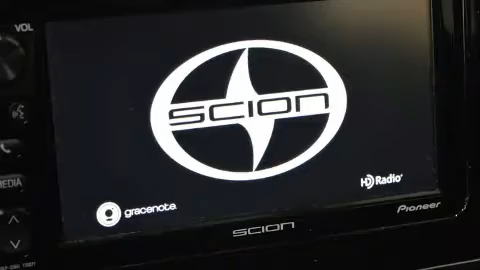 VOL
SCION
MEDIA
gracenote.
HD Radio
SCION
Pioneer